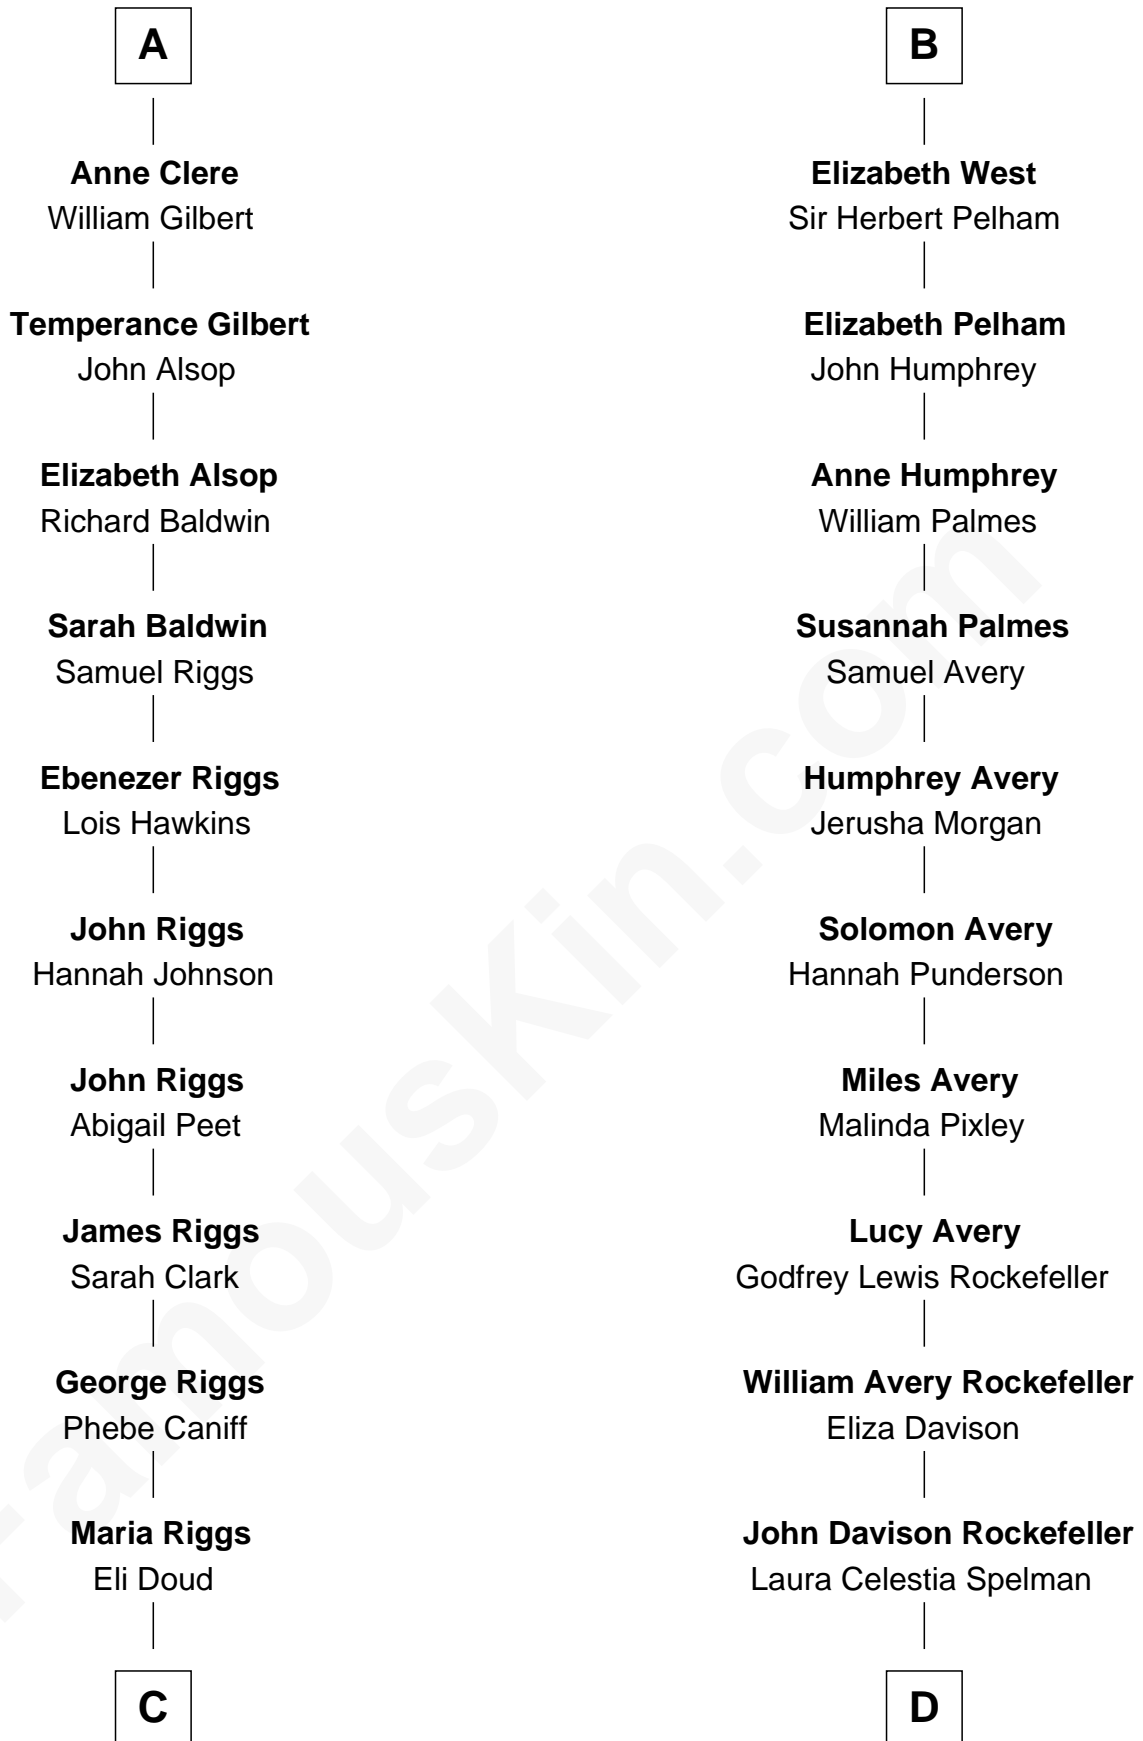 A
Anne Clere
William Gilbert
Temperance Gilbert
John Alsop
Elizabeth Alsop
Richard Baldwin
Sarah Baldwin
Samuel Riggs
Ebenezer Riggs
Lois Hawkins
John Riggs
Hannah Johnson
John Riggs
Abigail Peet
James Riggs
Sarah Clark
George Riggs
Phebe Caniff
Maria Riggs
Eli Doud
C
B
Elizabeth West
Sir Herbert Pelham
Elizabeth Pelham
John Humphrey
Anne Humphrey
William Palmes
Susannah Palmes
Samuel Avery
Humphrey Avery
Jerusha Morgan
Solomon Avery
Hannah Punderson
Miles Avery
Malinda Pixley
Lucy Avery
Godfrey Lewis Rockefeller
William Avery Rockefeller
Eliza Davison
John Davison Rockefeller
Laura Celestia Spelman
D
FamousKin.com